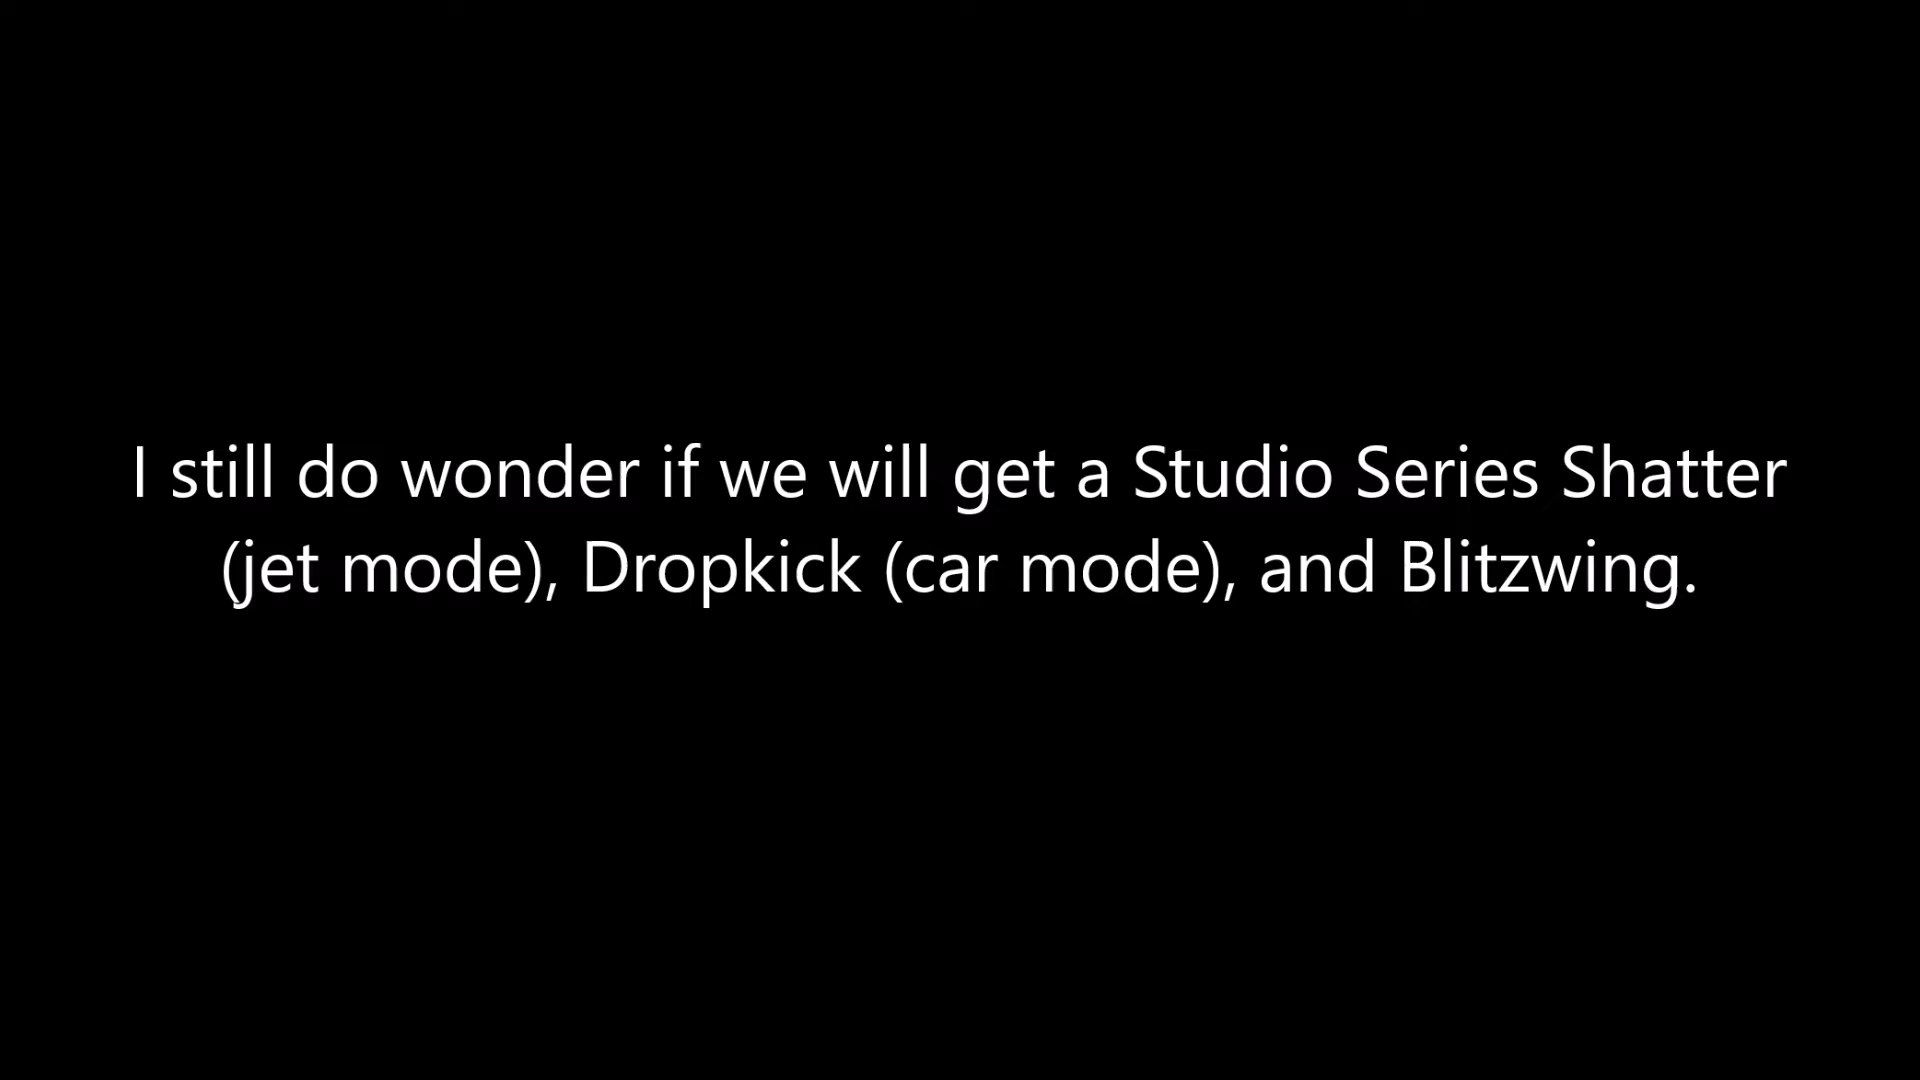 I still do wonder if we will get a Studio Series Shatter
(jet mode), Dropkick (car mode), and Blitzwing.